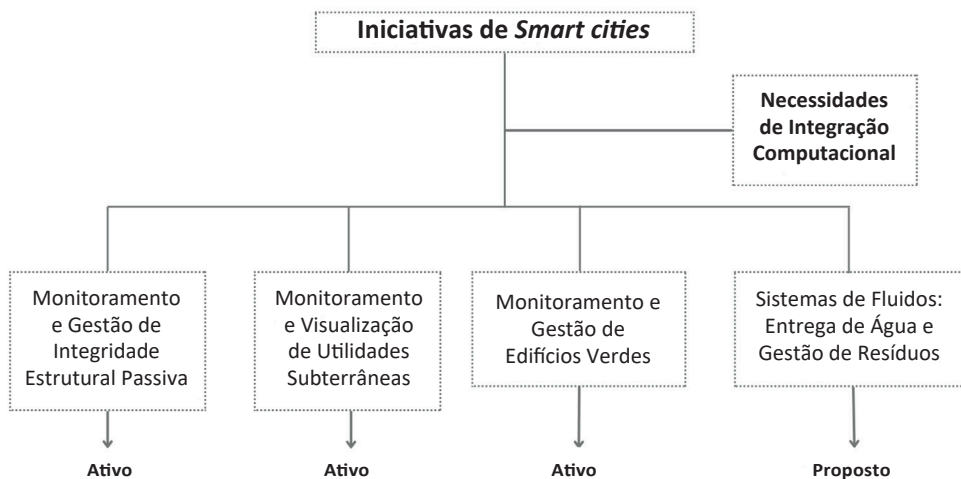 Iniciativas de Smart cities
Necessidades
de Integração
Computacional
Monitoramento
e Gestão de
Integridade
Estrutural Passiva
Monitoramento
e Visualização
de Utilidades
Subterrâneas
Monitoramento e
Gestão de
Edifícios Verdes
Sistemas de Fluidos:
Entrega de Água e
Gestão de Resíduos
Ativo
Ativo
Ativo
Proposto